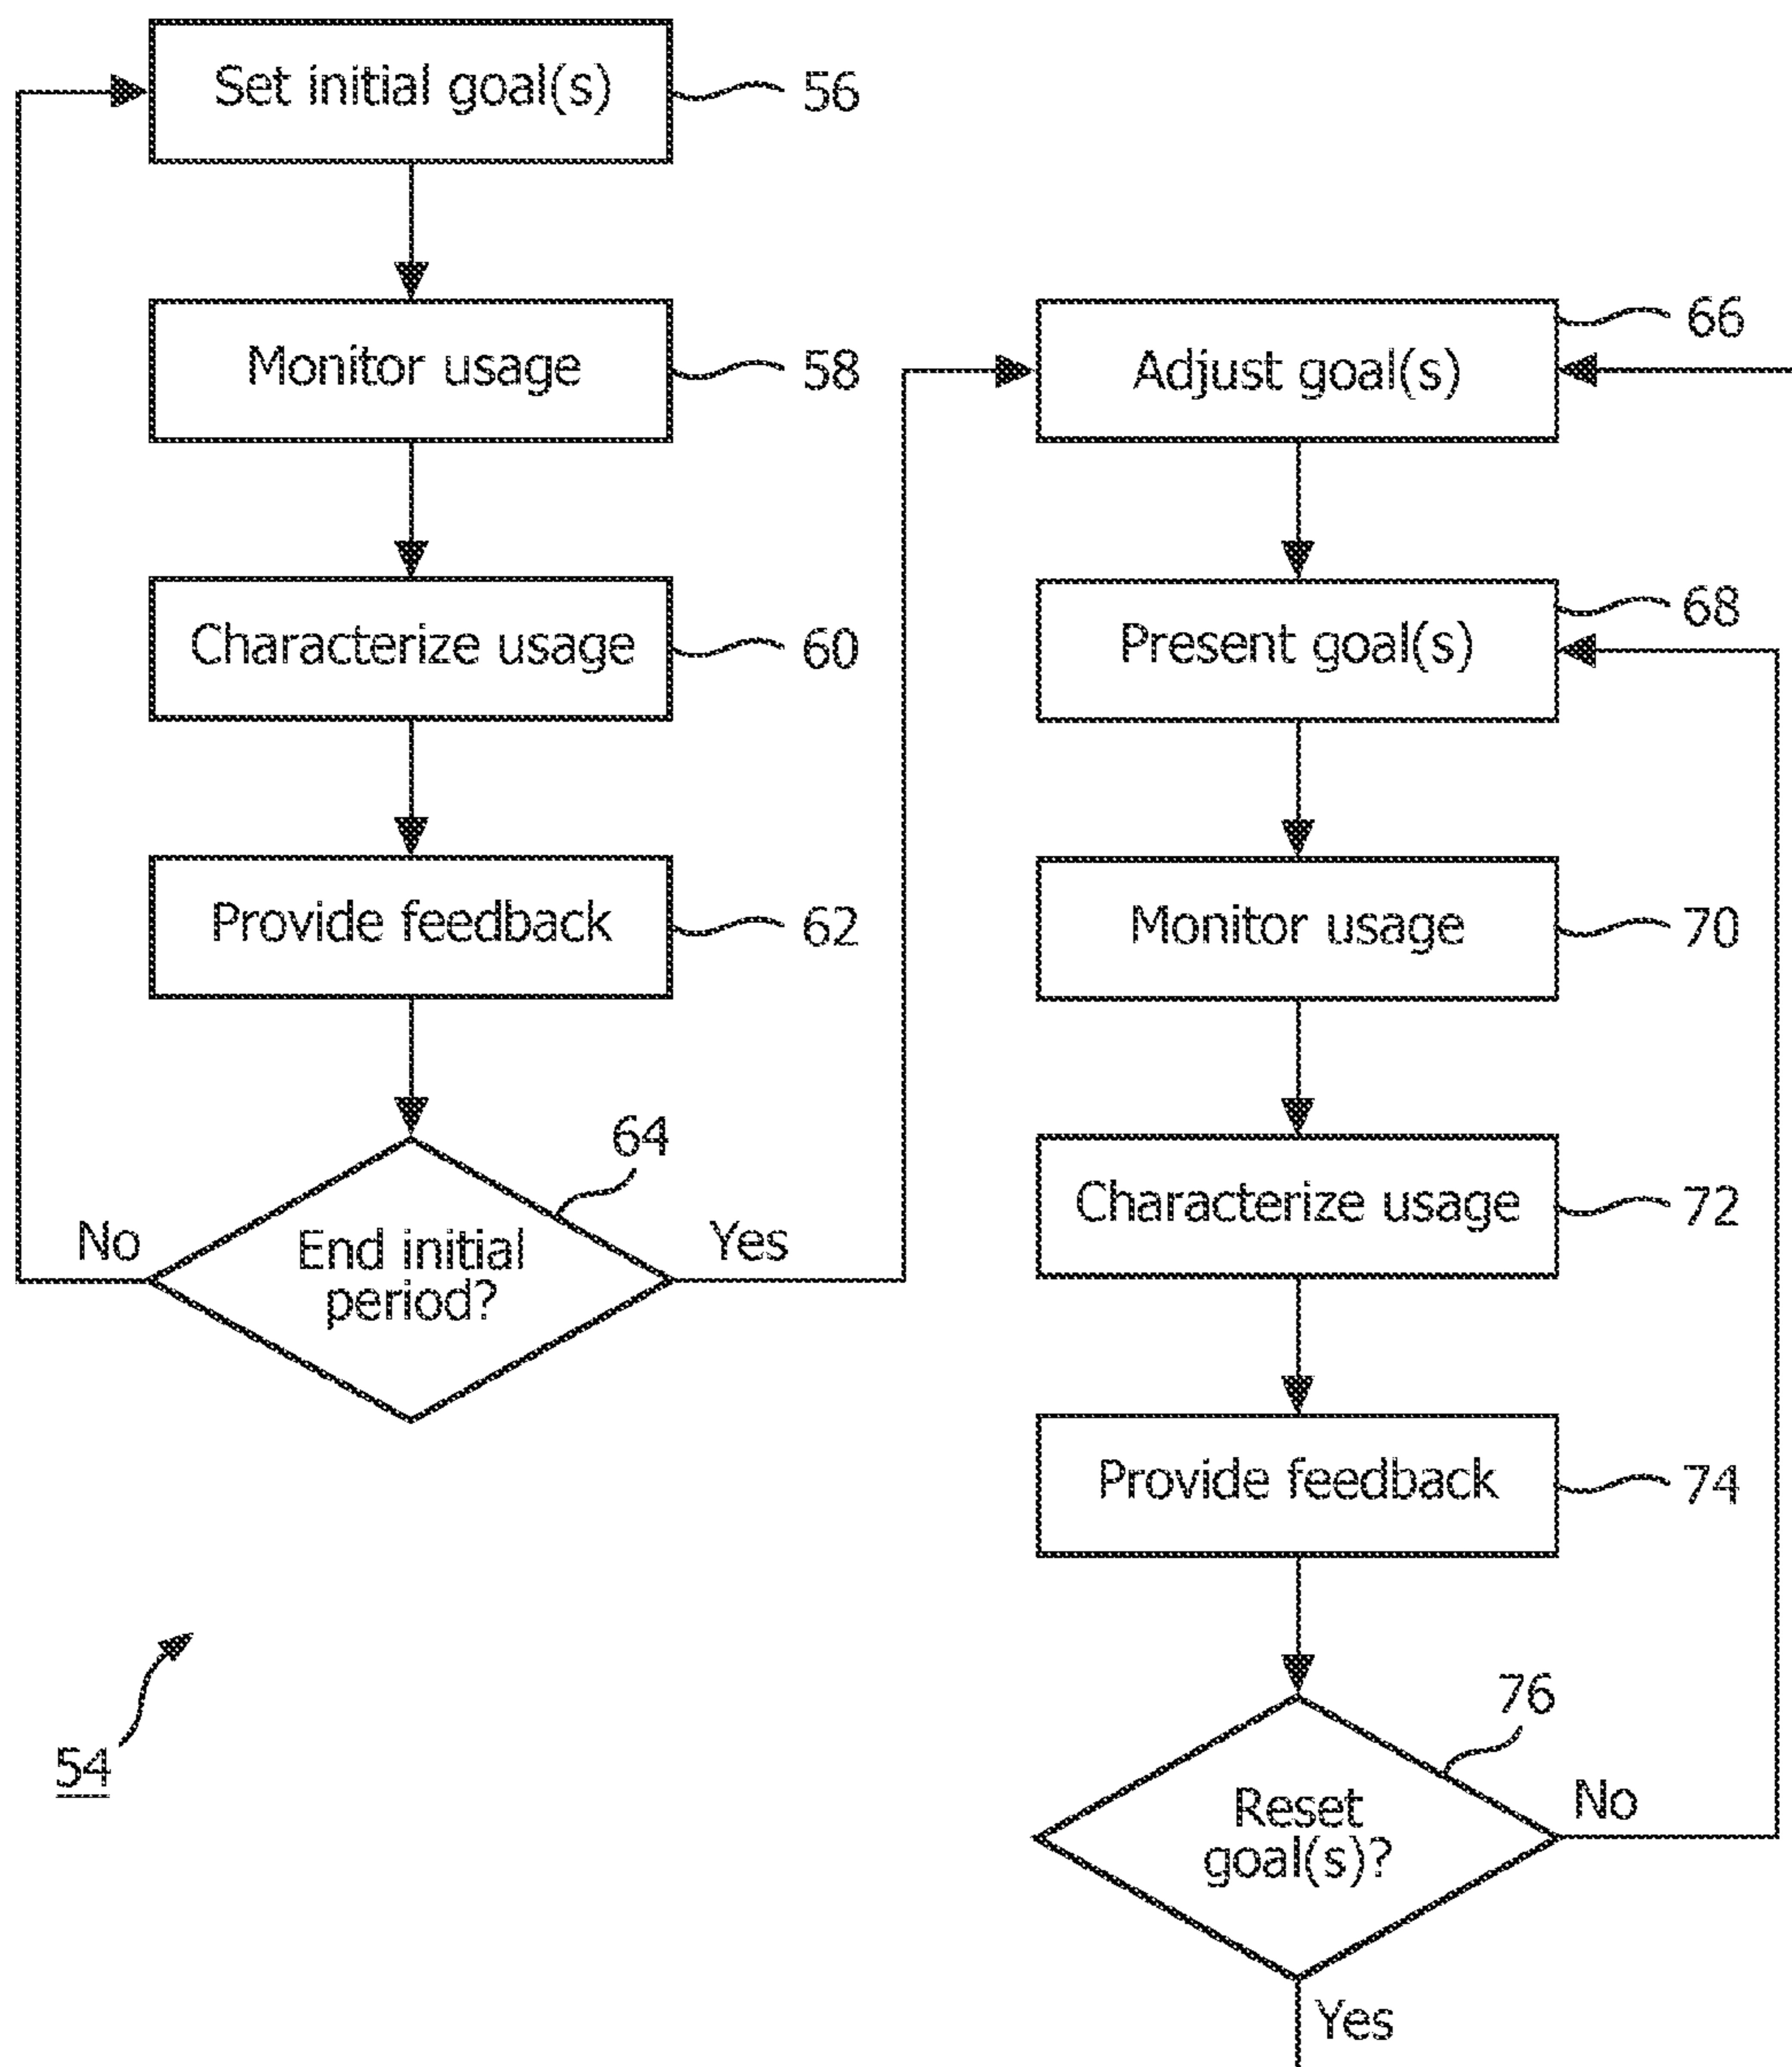 Set initial goal(s)
56
Monitor usage
58
Characterize usage
60
Provide feedback
62
64
No
End initial
period?
Yes
54
Adjust goal(s)
66
Present goal(s)
68
Monitor usage
70
Characterize usage
72
Provide feedback
74
76
Reset
goal(s)?
No
Yes